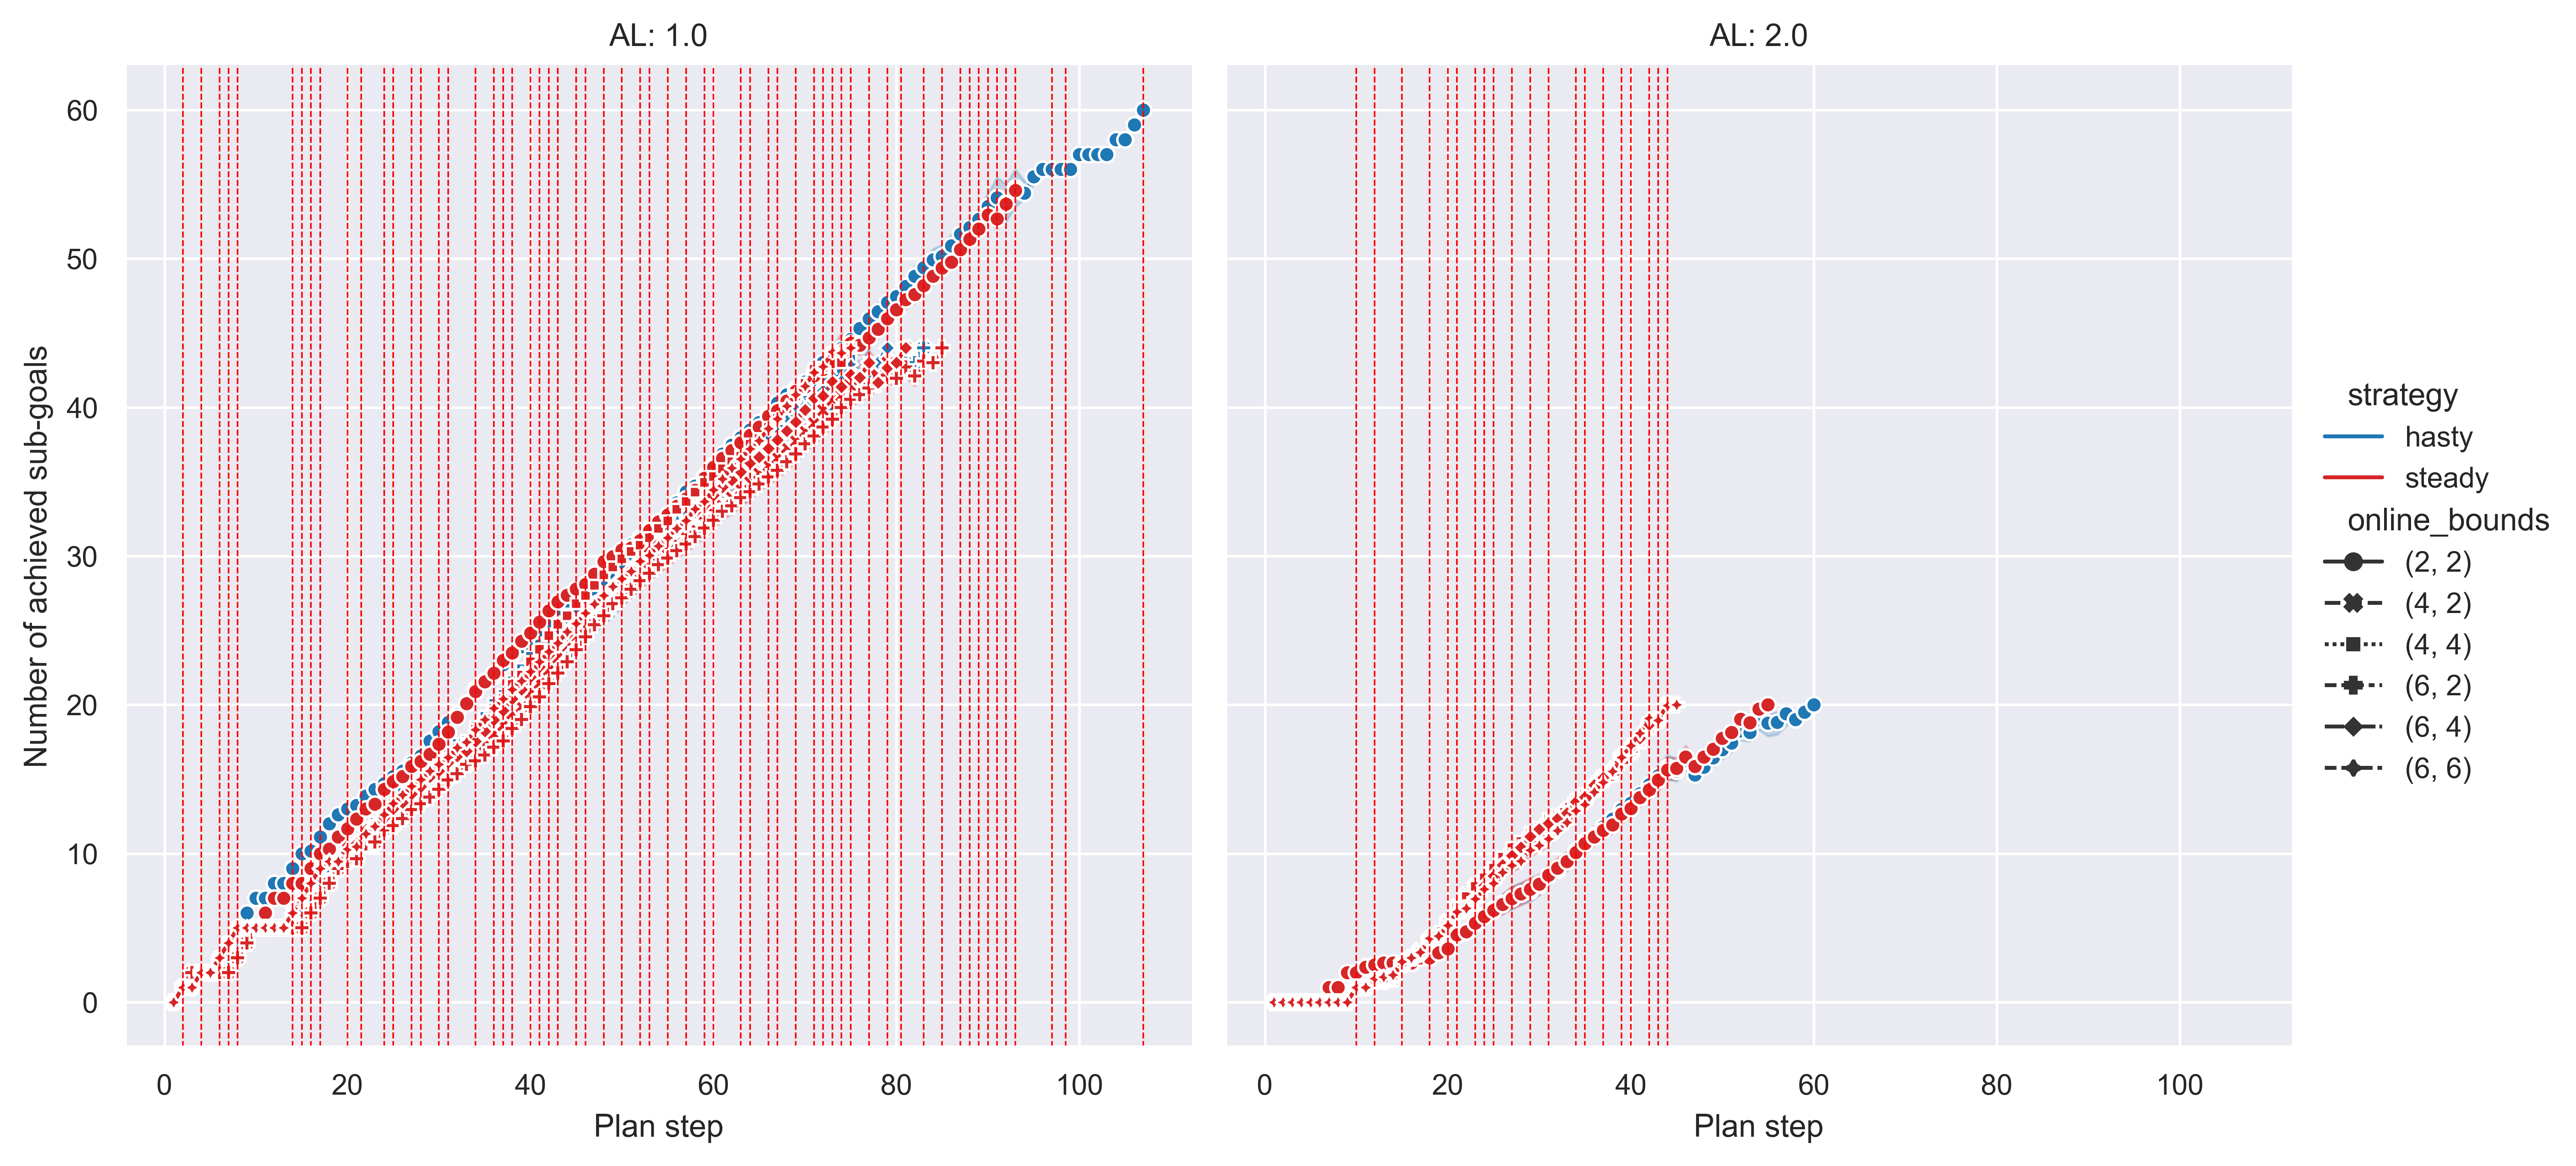 AL: 1.0
AL: 2.0
Number of achieved sub-goals
60
50
40
30
20
10
0
0 20 40 60 80 100
0 20 40 60 80 100
Plan step
Plan step
strategy
hasty
steady
online_bounds
(2, 2)
(4, 2)
(4, 4)
(6, 2)
(6, 4)
(6, 6)